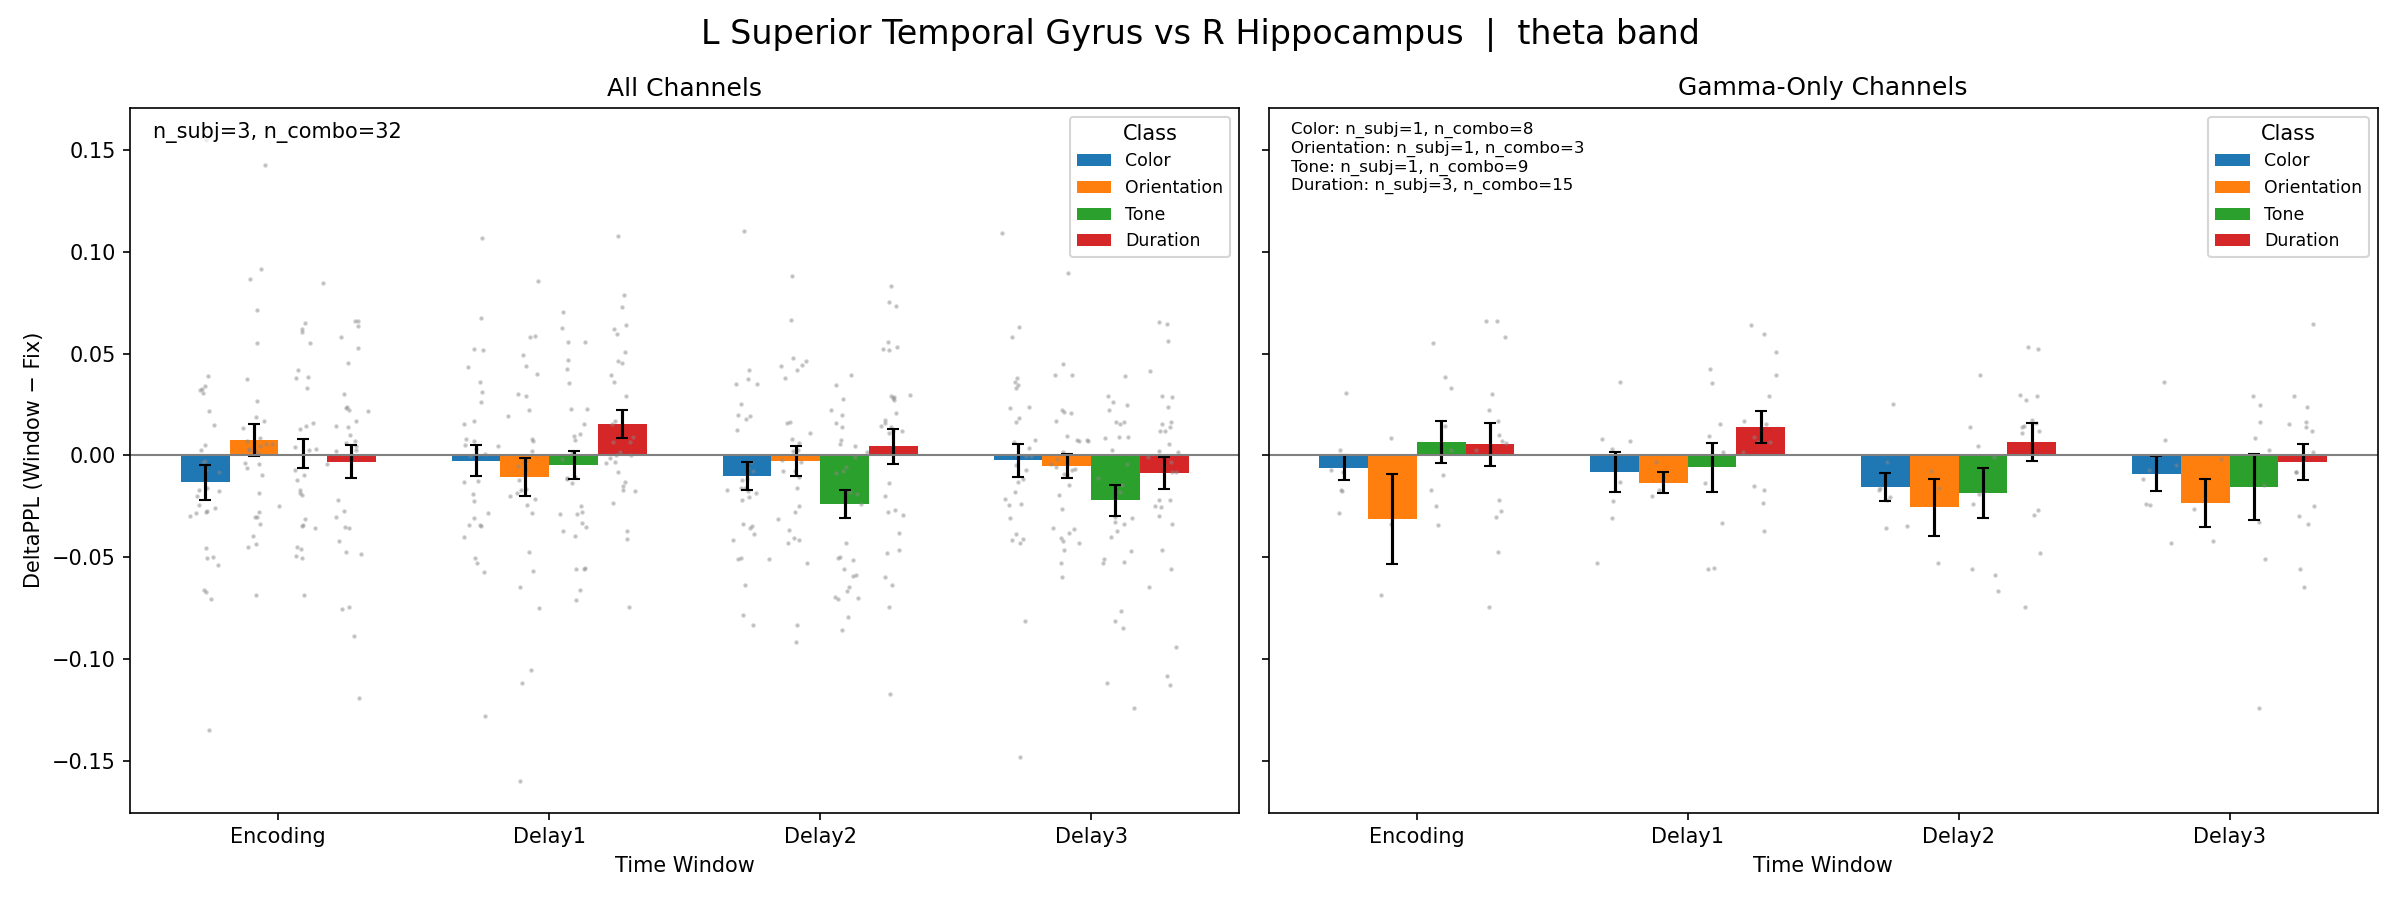 L Superior Temporal Gyrus vs R Hippocampus | theta band
All Channels
n_subj=3, n_combo=32
Class
Color
Orientation
Tone
Duration
0.15
0.10
0.05
0.00
−0.05
−0.10
−0.15
DeltaPPL (Window − Fix)
Encoding
Delay1
Delay2
Delay3
Time Window
Gamma-Only Channels
Color: n_subj=1, n_combo=8
Orientation: n_subj=1, n_combo=3
Tone: n_subj=1, n_combo=9
Duration: n_subj=3, n_combo=15
Class
Color
Orientation
Tone
Duration
Encoding
Delay1
Delay2
Delay3
Time Window